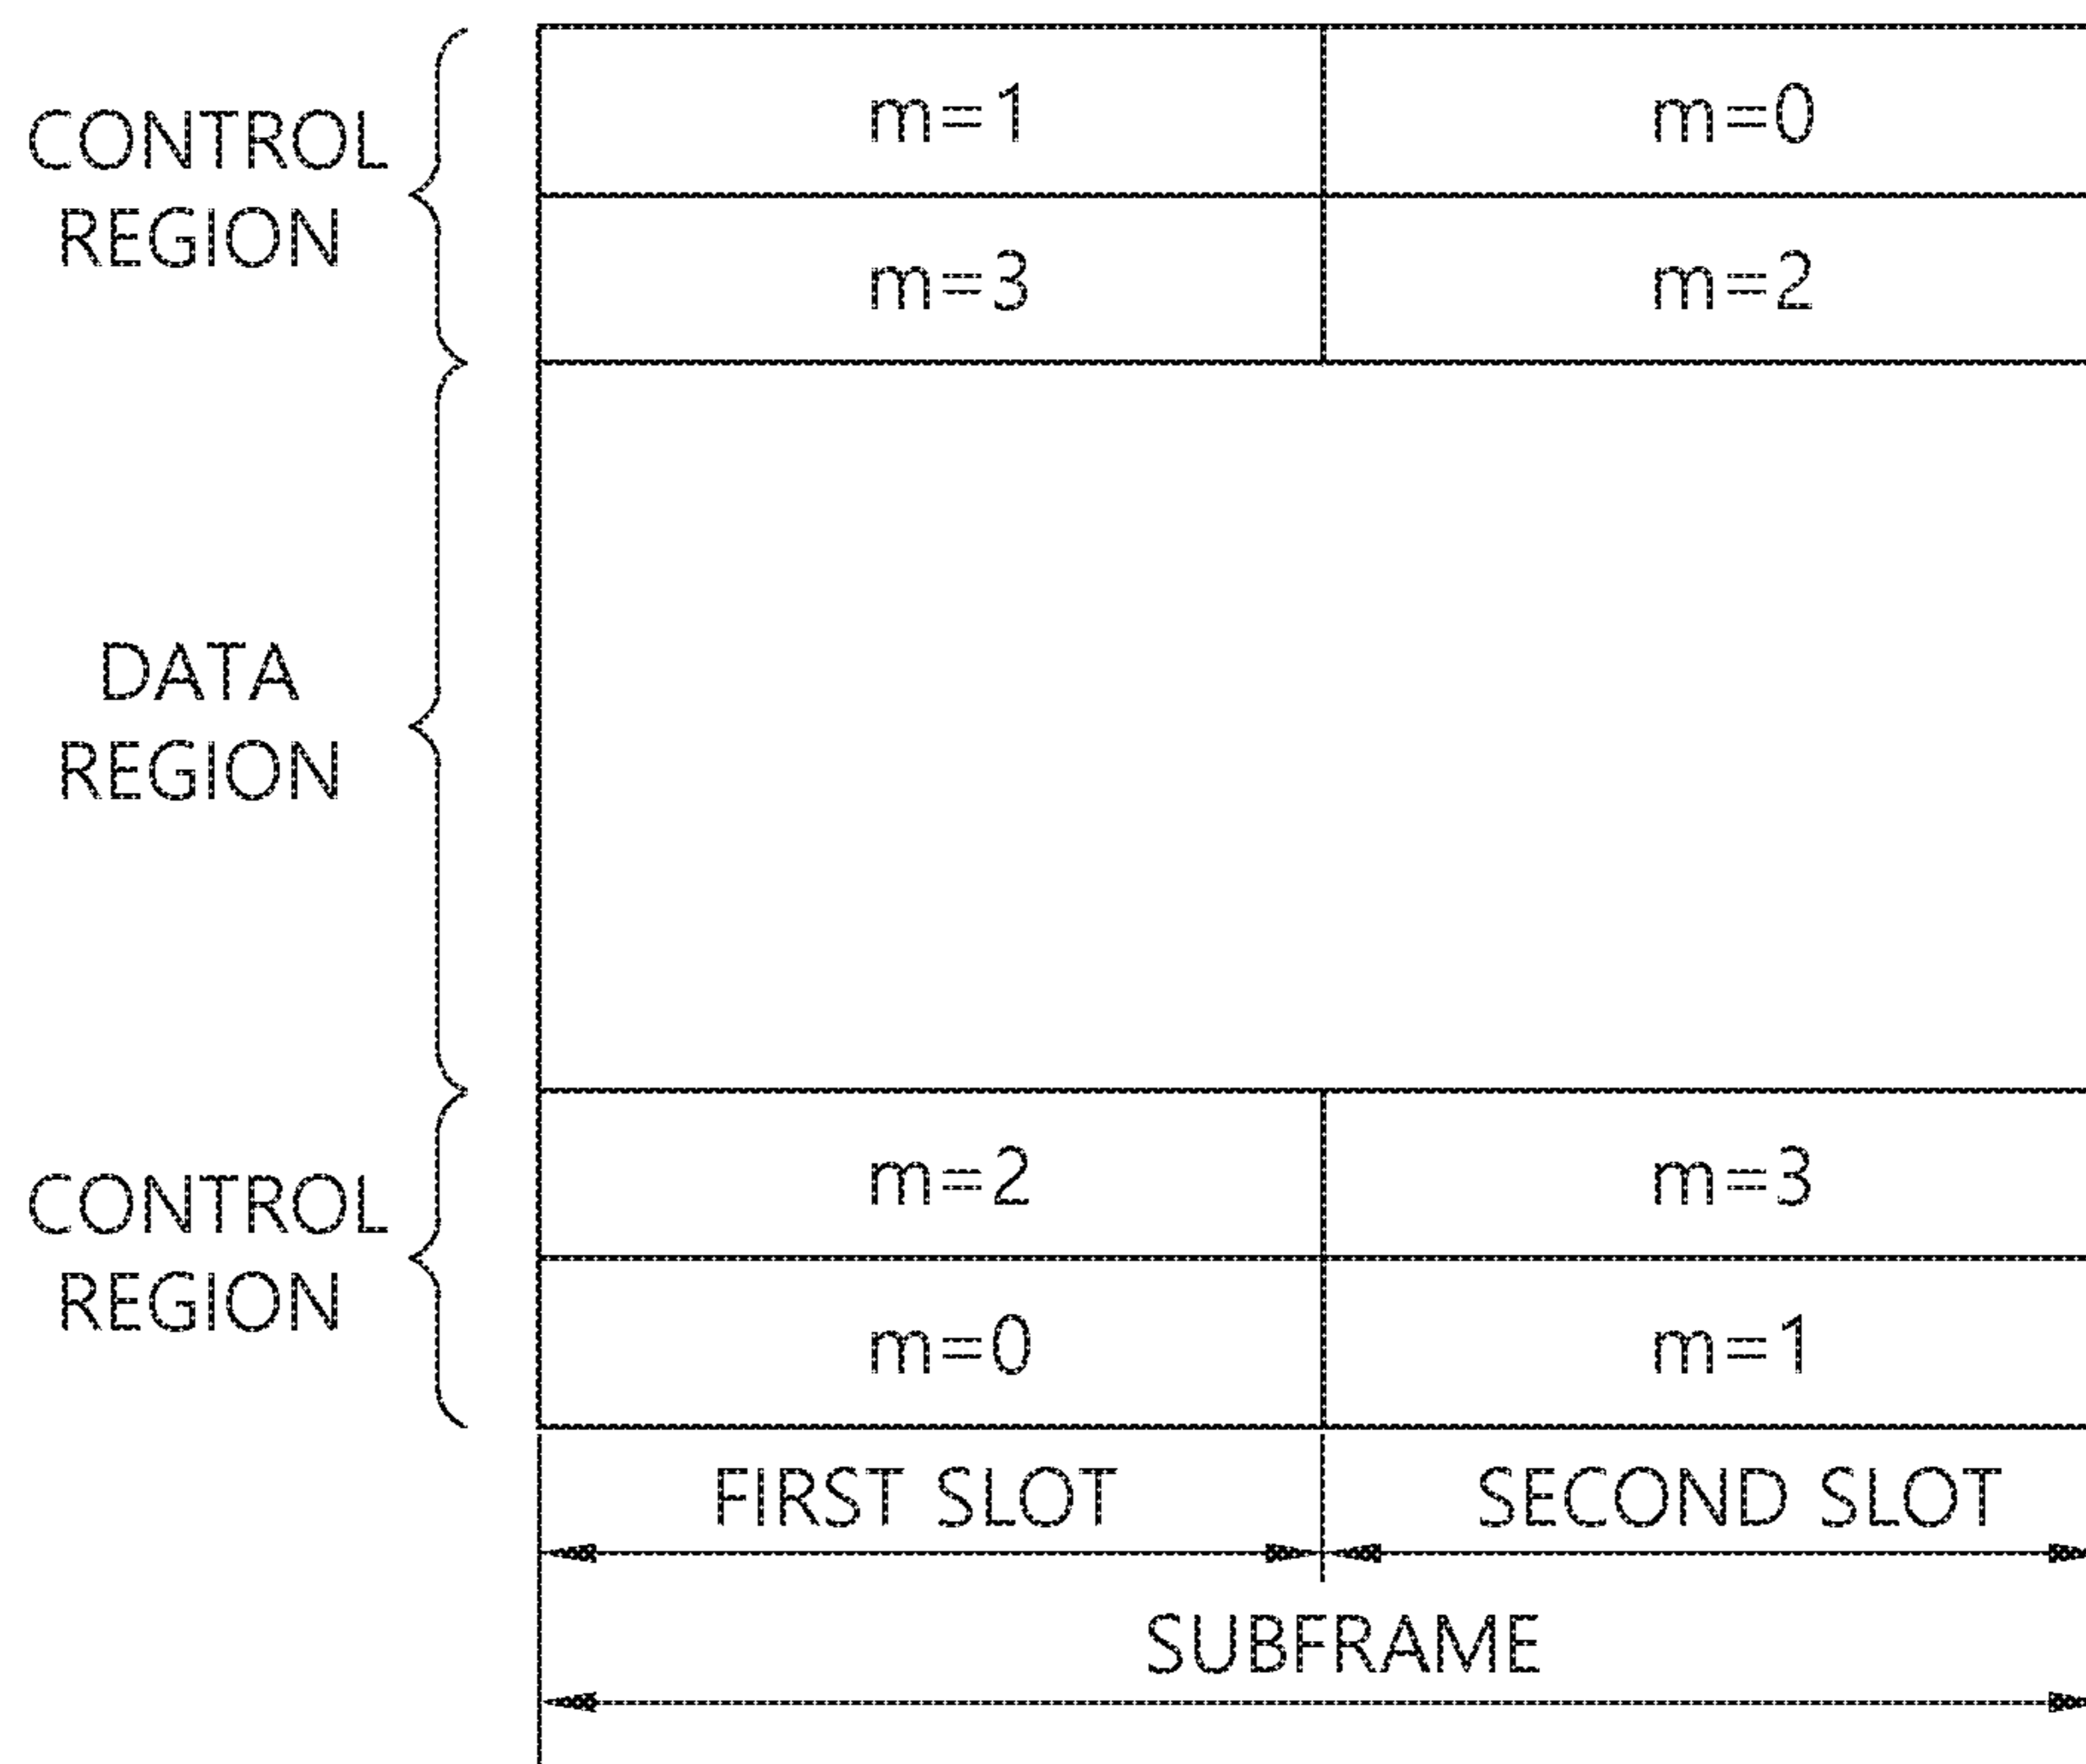 CONTROL
REGION
m=1
m=0
m=3
m=2
DATA
REGION
CONTROL
REGION
m=2
m=3
m=0
m=1
FIRST SLOT
SECOND SLOT
SUBFRAME